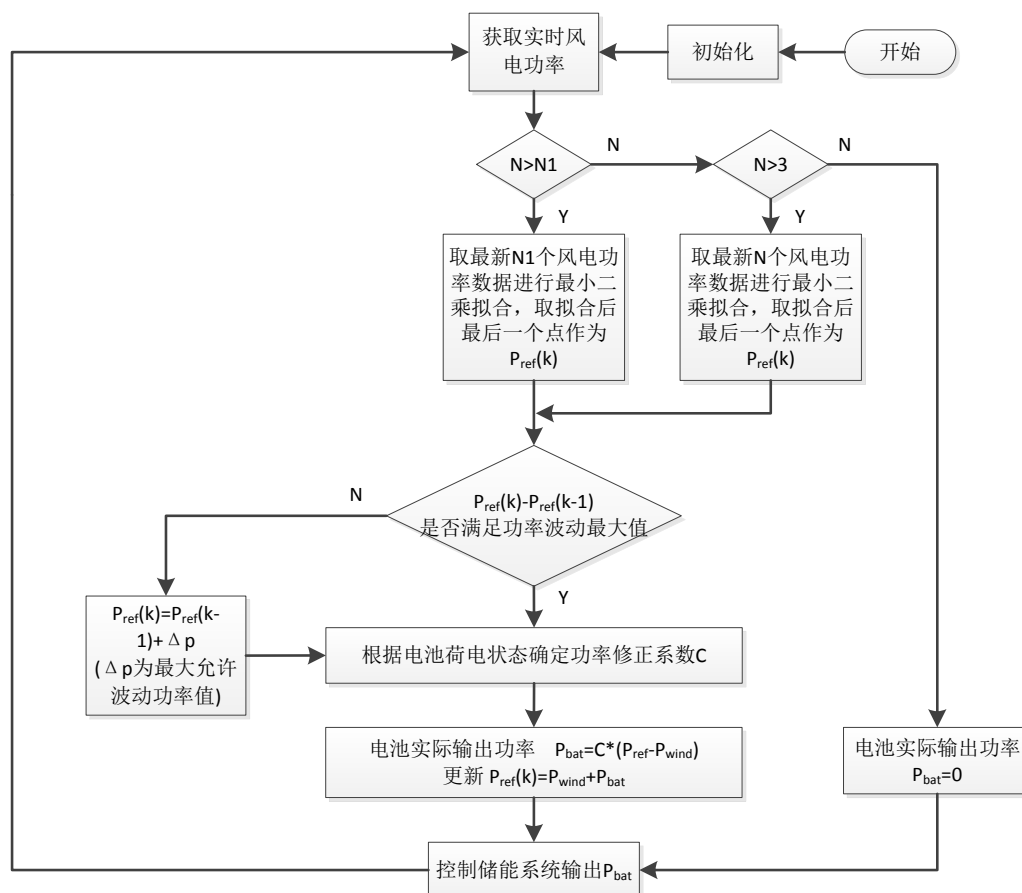 获取实时风
电功率
初始化
开始
N>N1
N
N>3
N
Y
Y
取最新N1个风电功
率数据进行最小二
乘拟合，取拟合后
最后一个点作为
Pref(k)
取最新N个风电功
率数据进行最小二
乘拟合，取拟合后
最后一个点作为
Pref(k)
N
Pref(k)-Pref(k-1)
是否满足功率波动最大值
Y
Pref(k)=Pref(k-
1)+Δp
(Δp为最大允许
波动功率值)
根据电池荷电状态确定功率修正系数C
电池实际输出功率 Pbat=C*(Pref-Pwind)
更新 Pref(k)=Pwind+Pbat
电池实际输出功率
Pbat=0
控制储能系统输出Pbat